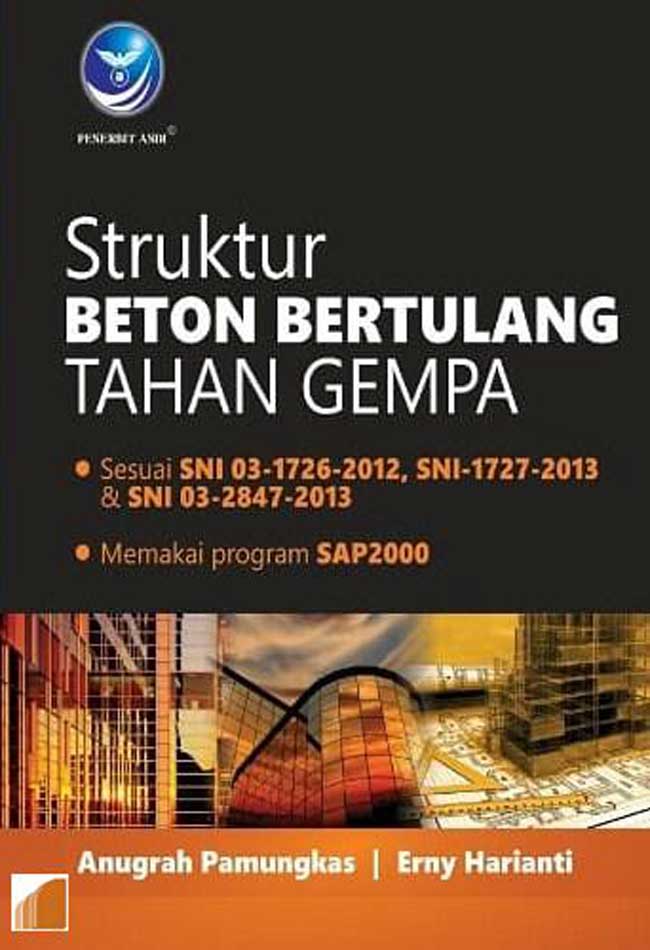 PENERBIT ANDI©
Struktur
BETON BERTULANG
TAHAN GEMPA
• Sesuai SNI 03-1726-2012, SNI-1727-2013
& SNI 03-2847-2013
• Memakai program SAP2000
Anugrah Pamungkas | Erny Harianti